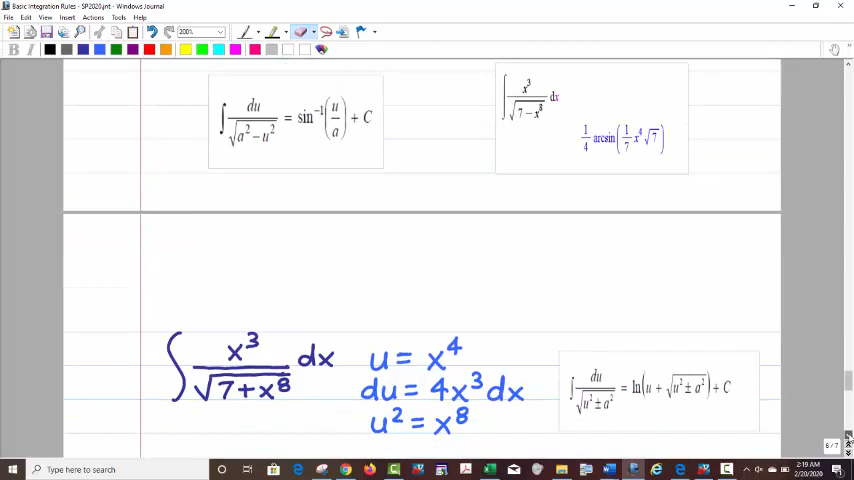 Basic Integration Rules - SP2020.jnt - Windows Journal
File Edit View Insert Actions Tools Help
200%
B I
∫ du / √(a² − u²) = sin⁻¹(u/a) + C
∫ x³ / √(7 − x⁸) dx
1/4 arcsin(1/7 x⁴ √7)
∫ x³ / √(7 + x⁸) dx
u = x⁴
du = 4x³ dx
u² = x⁸
∫ du / √(u² ± a²) = ln(u + √(u² ± a²)) + C
6 / 7
Type here to search
2:19 AM
2/20/2020